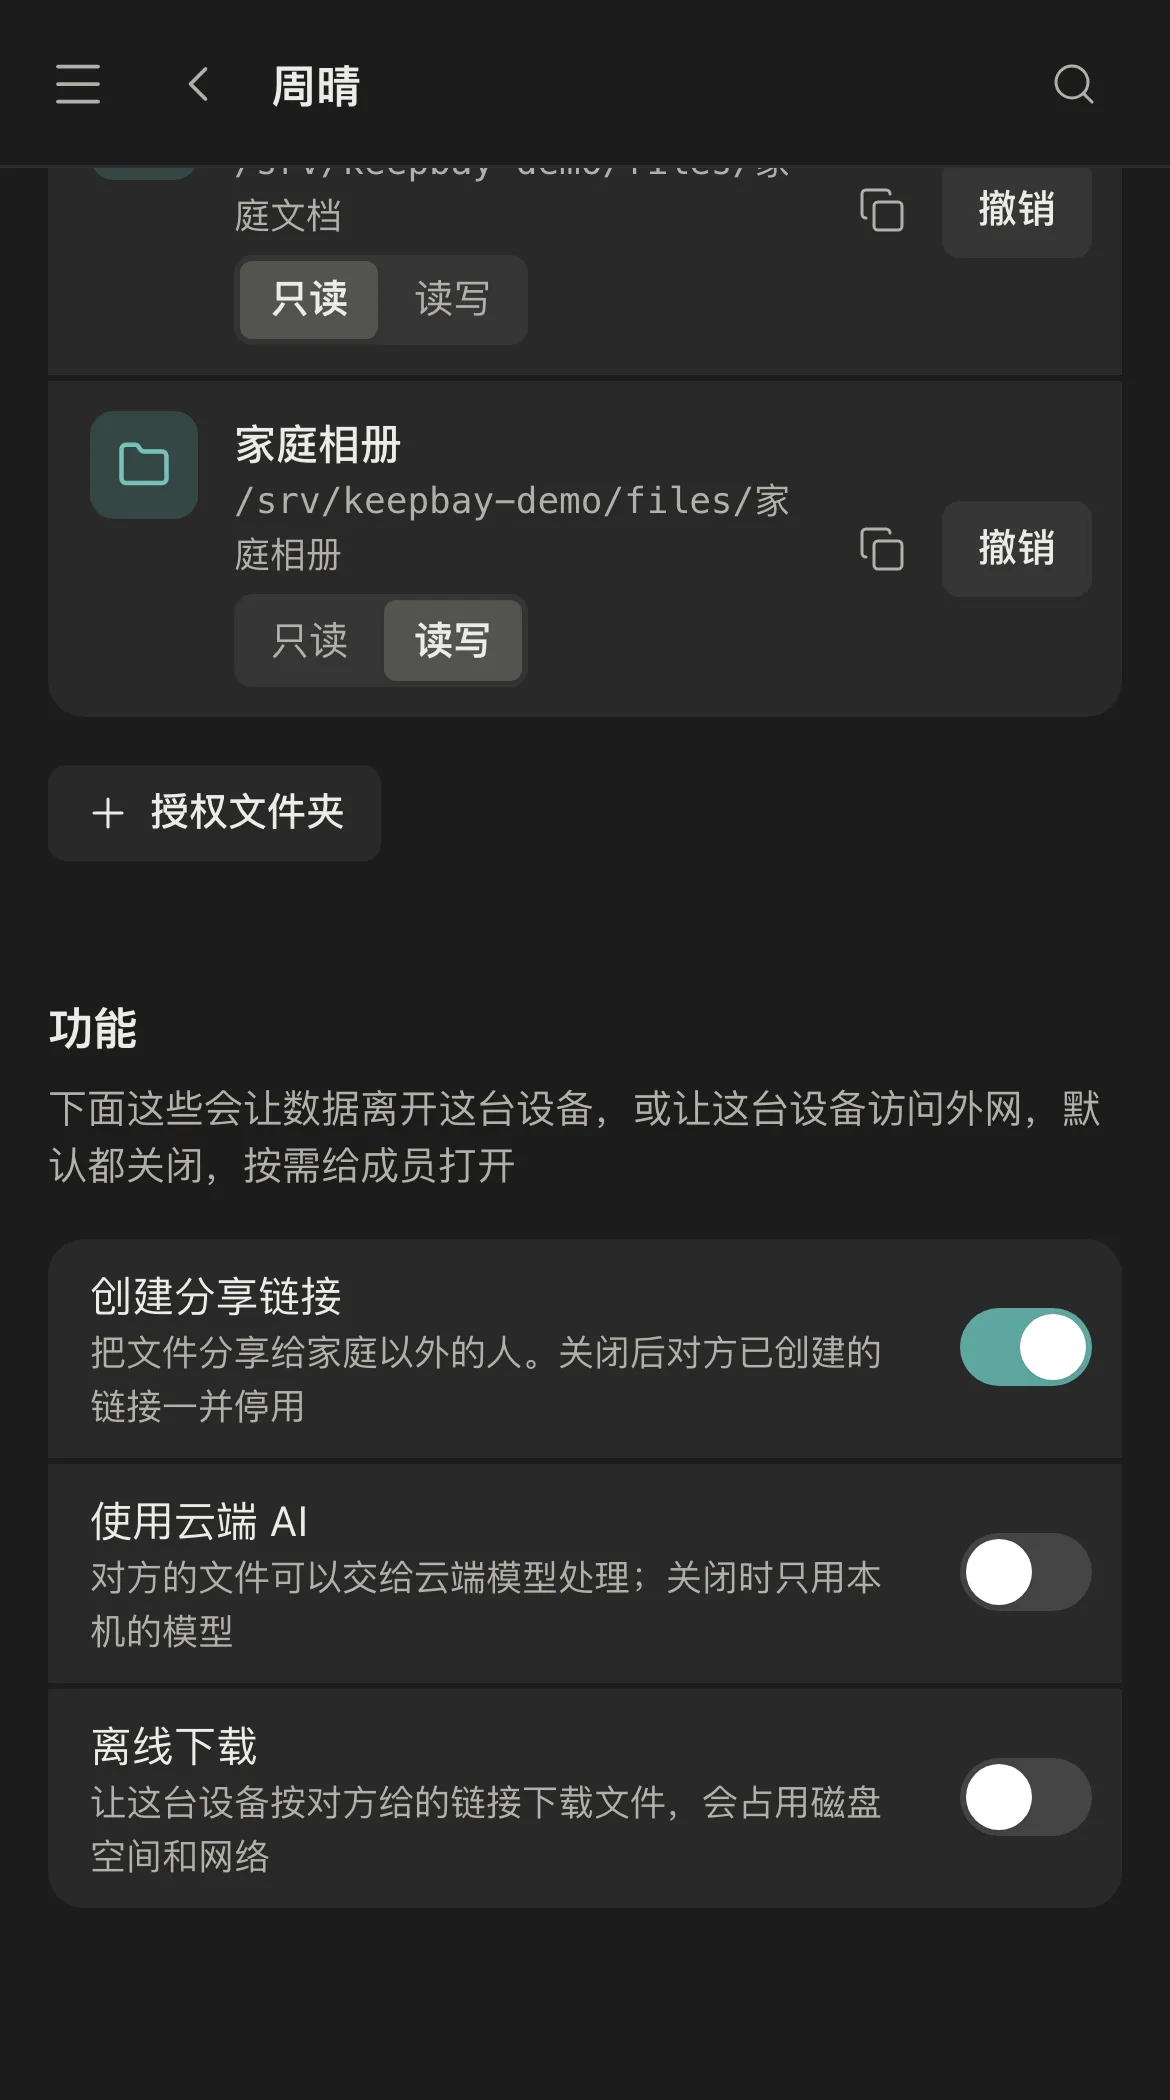 周晴
/srv/keepbay-demo/files/家
庭文档
撤销
只读 读写
家庭相册
/srv/keepbay-demo/files/家
庭相册
撤销
只读 读写
授权文件夹
功能
下面这些会让数据离开这台设备，或让这台设备访问外网，默
认都关闭，按需给成员打开
创建分享链接
把文件分享给家庭以外的人。关闭后对方已创建的
链接一并停用
使用云端 AI
对方的文件可以交给云端模型处理；关闭时只用本
机的模型
离线下载
让这台设备按对方给的链接下载文件，会占用磁盘
空间和网络